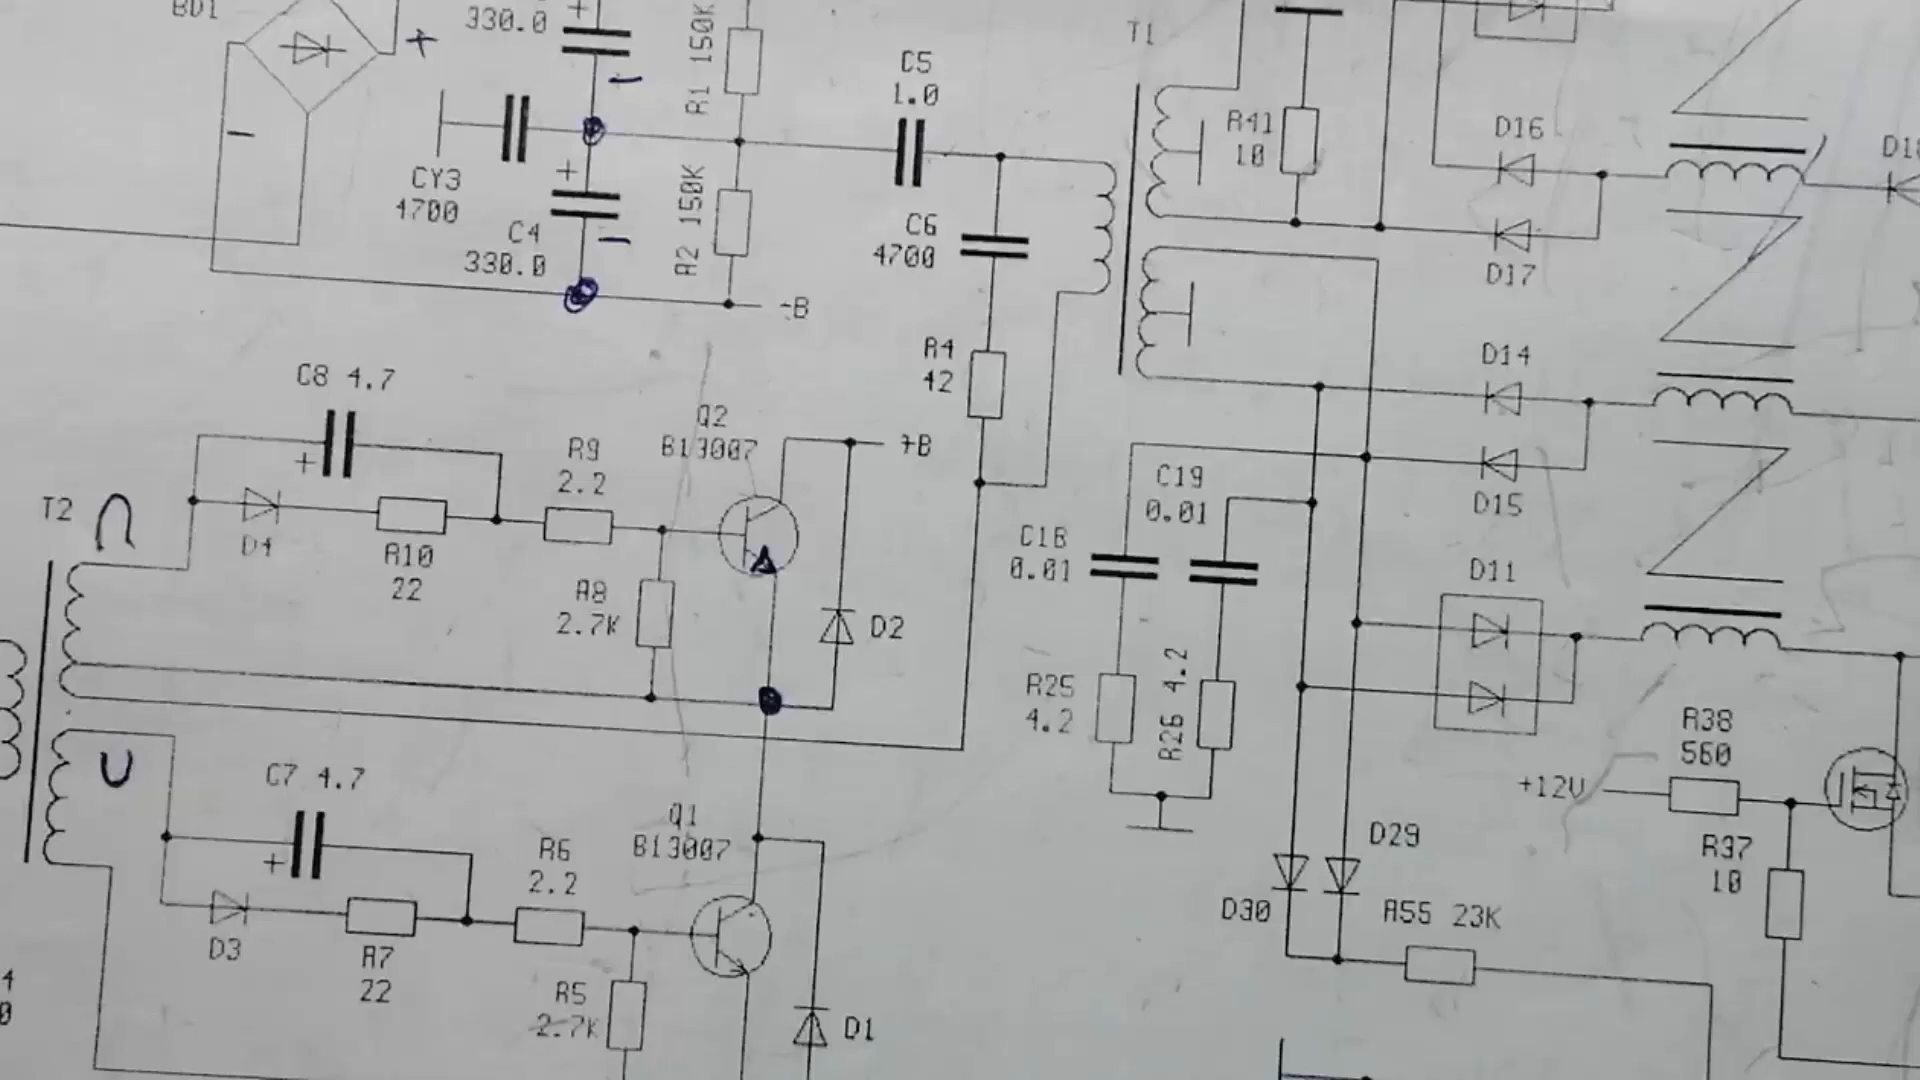 BD1
330.0
+
+
R1 150K
C5
1.0
T1
R41
10
D16
D17
D18
CY3
4700
+
C4
330.0
R2 150K
-B
C6
4700
R4
42
D14
D15
C8 4.7
+
Q2
B13007
+B
R9
2.2
T2
D4
R10
22
R8
2.7K
D2
C19
0.01
C18
0.01
D11
R25
4.2
R26 4.2
R38
560
+12V
R37
10
C7 4.7
+
R6
2.2
Q1
B13007
D29
D30
R55 23K
D3
R7
22
R5
2.7K
D1